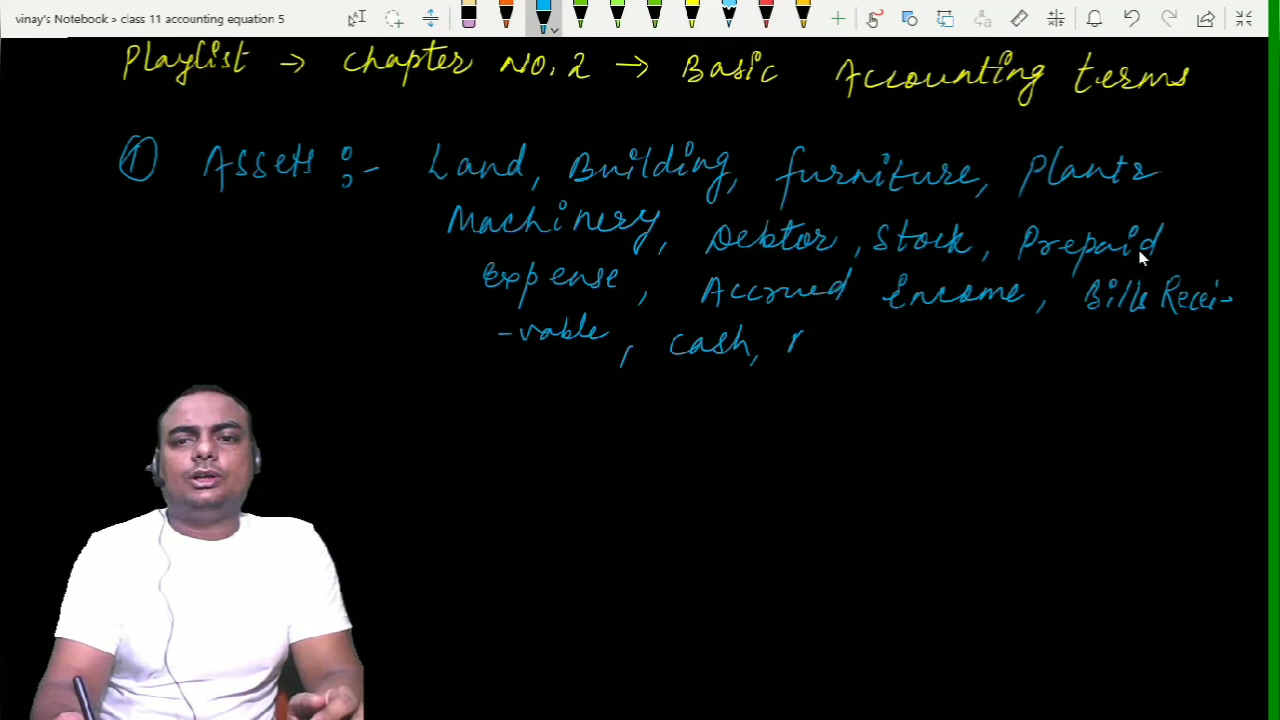 vinay's Notebook > class 11 accounting equation 5
Playlist → Chapter No. 2 → Basic Accounting terms
① Assets :- Land, Building, furniture, Plant &
Machinery, Debtor, Stock, Prepaid
Expense, Accrued income, Bills Recei-
-vable, cash,